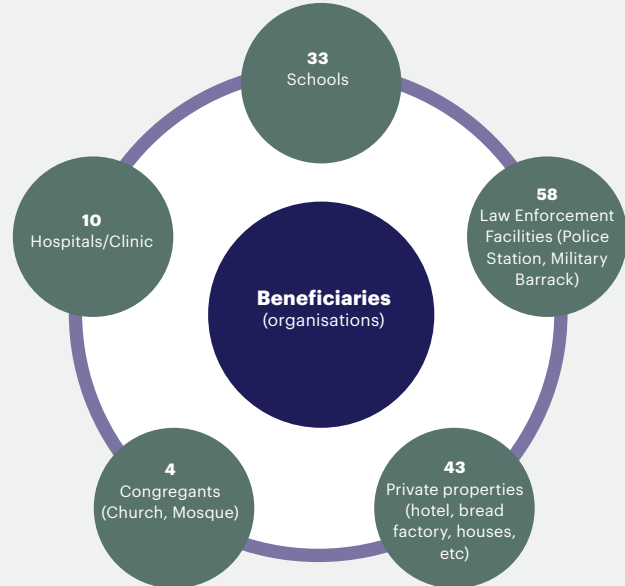 33
Schools
58
Law Enforcement
Facilities (Police
Station, Military
Barrack)
10
Hospitals/Clinic
Beneficiaries
(organisations)
4
Congregants
(Church, Mosque)
43
Private properties
(hotel, bread
factory, houses,
etc)